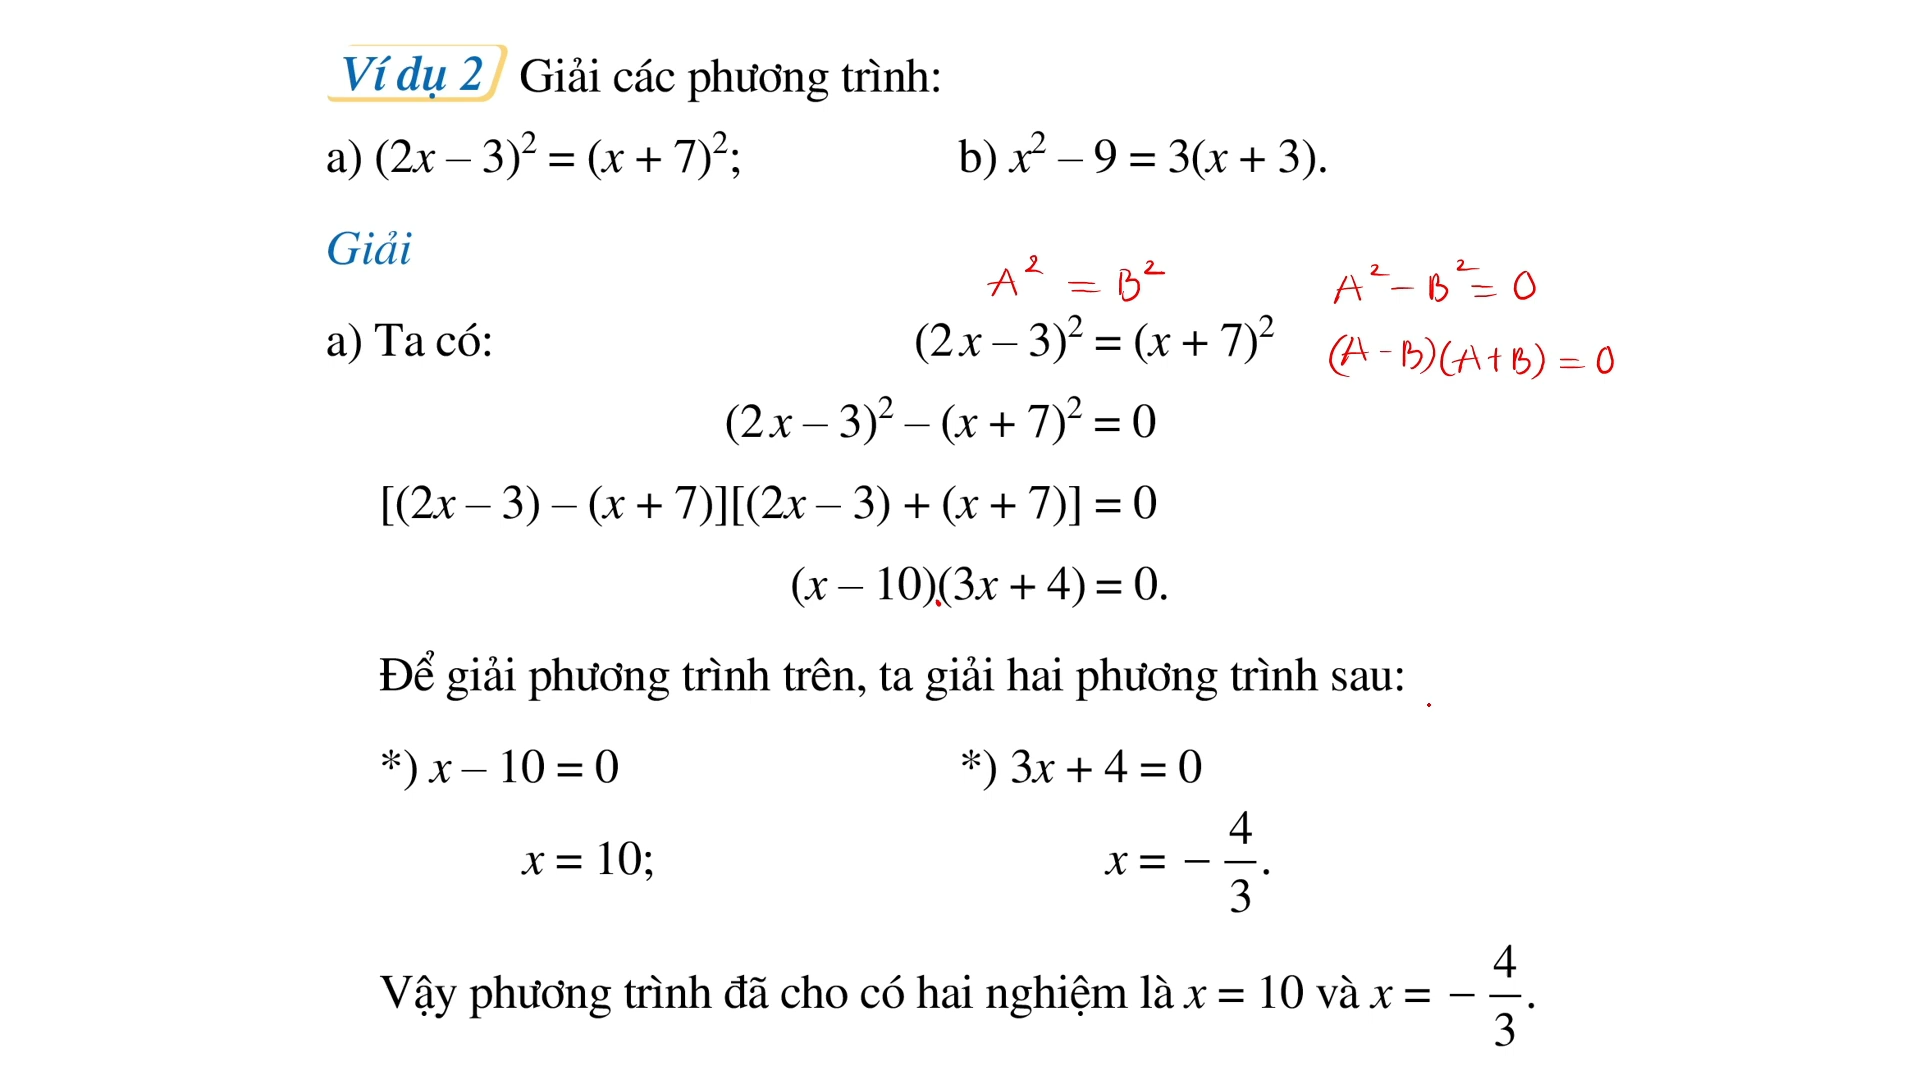 Ví dụ 2 Giải các phương trình:
a) (2x – 3)² = (x + 7)²; b) x² – 9 = 3(x + 3).
Giải
A² = B² A² – B² = 0
a) Ta có: (2x – 3)² = (x + 7)² (A – B)(A + B) = 0
(2x – 3)² – (x + 7)² = 0
[(2x – 3) – (x + 7)][(2x – 3) + (x + 7)] = 0
(x – 10)(3x + 4) = 0.
Để giải phương trình trên, ta giải hai phương trình sau:
*) x – 10 = 0 *) 3x + 4 = 0
x = 10; x = – 4/3.
Vậy phương trình đã cho có hai nghiệm là x = 10 và x = – 4/3.